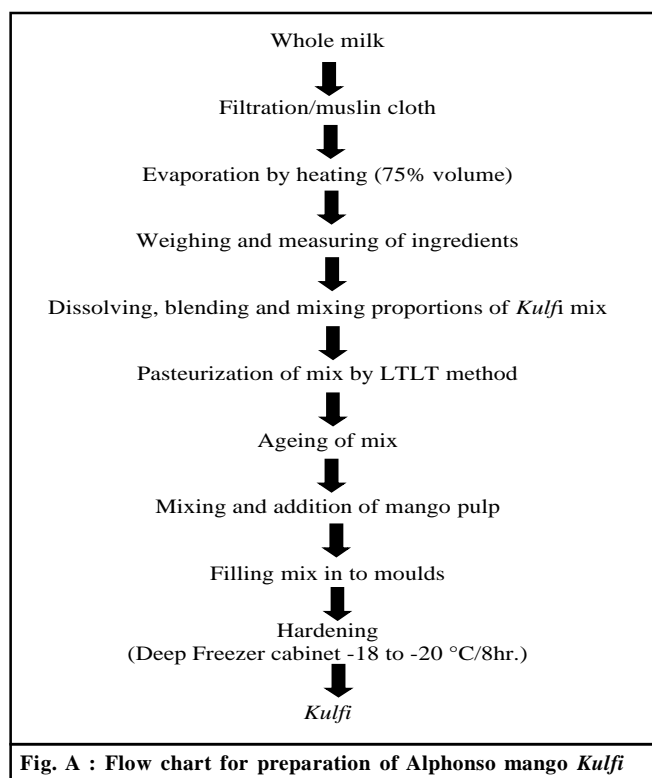 Whole milk
Filtration/muslin cloth
Evaporation by heating (75% volume)
Weighing and measuring of ingredients
Dissolving, blending and mixing proportions of Kulfi mix
Pasteurization of mix by LTLT method
Ageing of mix
Mixing and addition of mango pulp
Filling mix in to moulds
Hardening
(Deep Freezer cabinet -18 to -20 °C/8hr.)
Kulfi
Fig. A : Flow chart for preparation of Alphonso mango Kulfi